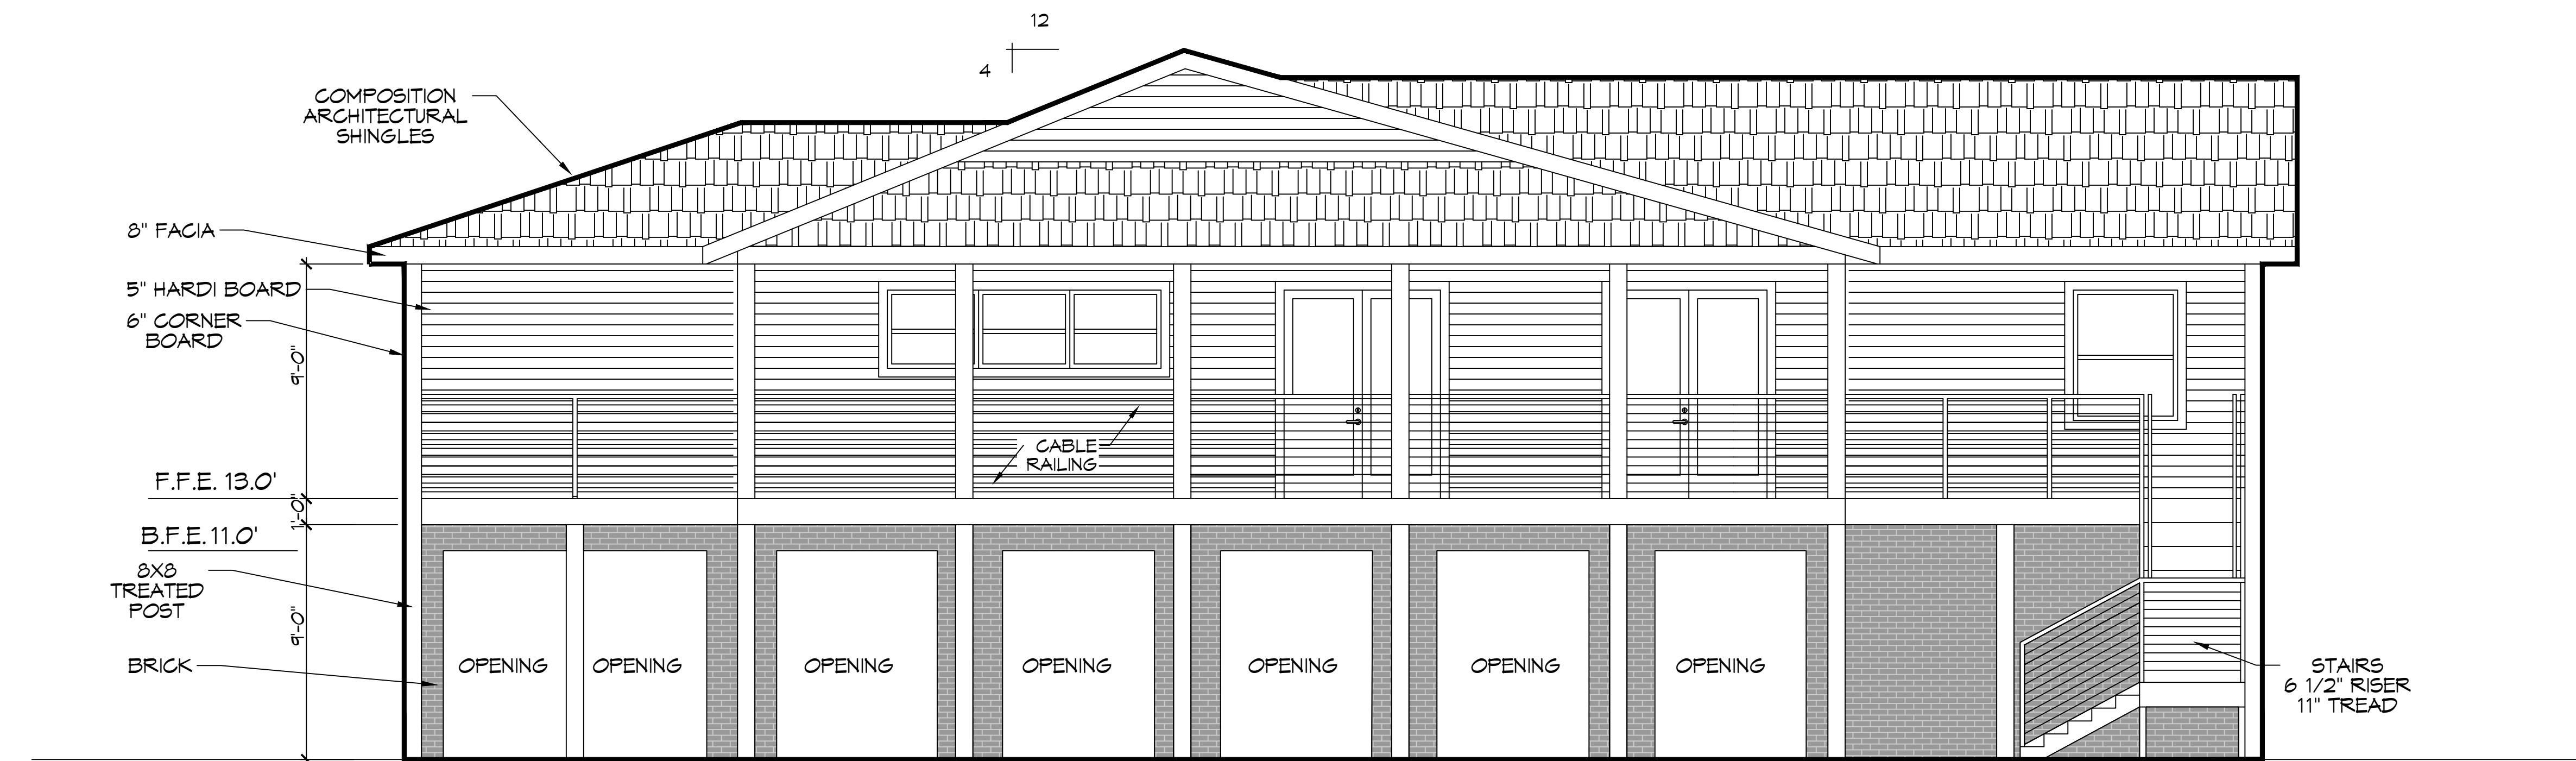 12
4
COMPOSITION
ARCHITECTURAL
SHINGLES
8" FACIA
5" HARDI BOARD
6" CORNER
BOARD
9'-0"
CABLE
RAILING
F.F.E. 13.0'
1'-0"
B.F.E. 11.0'
8X8
TREATED
POST
9'-0"
BRICK
OPENING OPENING OPENING OPENING OPENING OPENING OPENING
STAIRS
6 1/2" RISER
11" TREAD